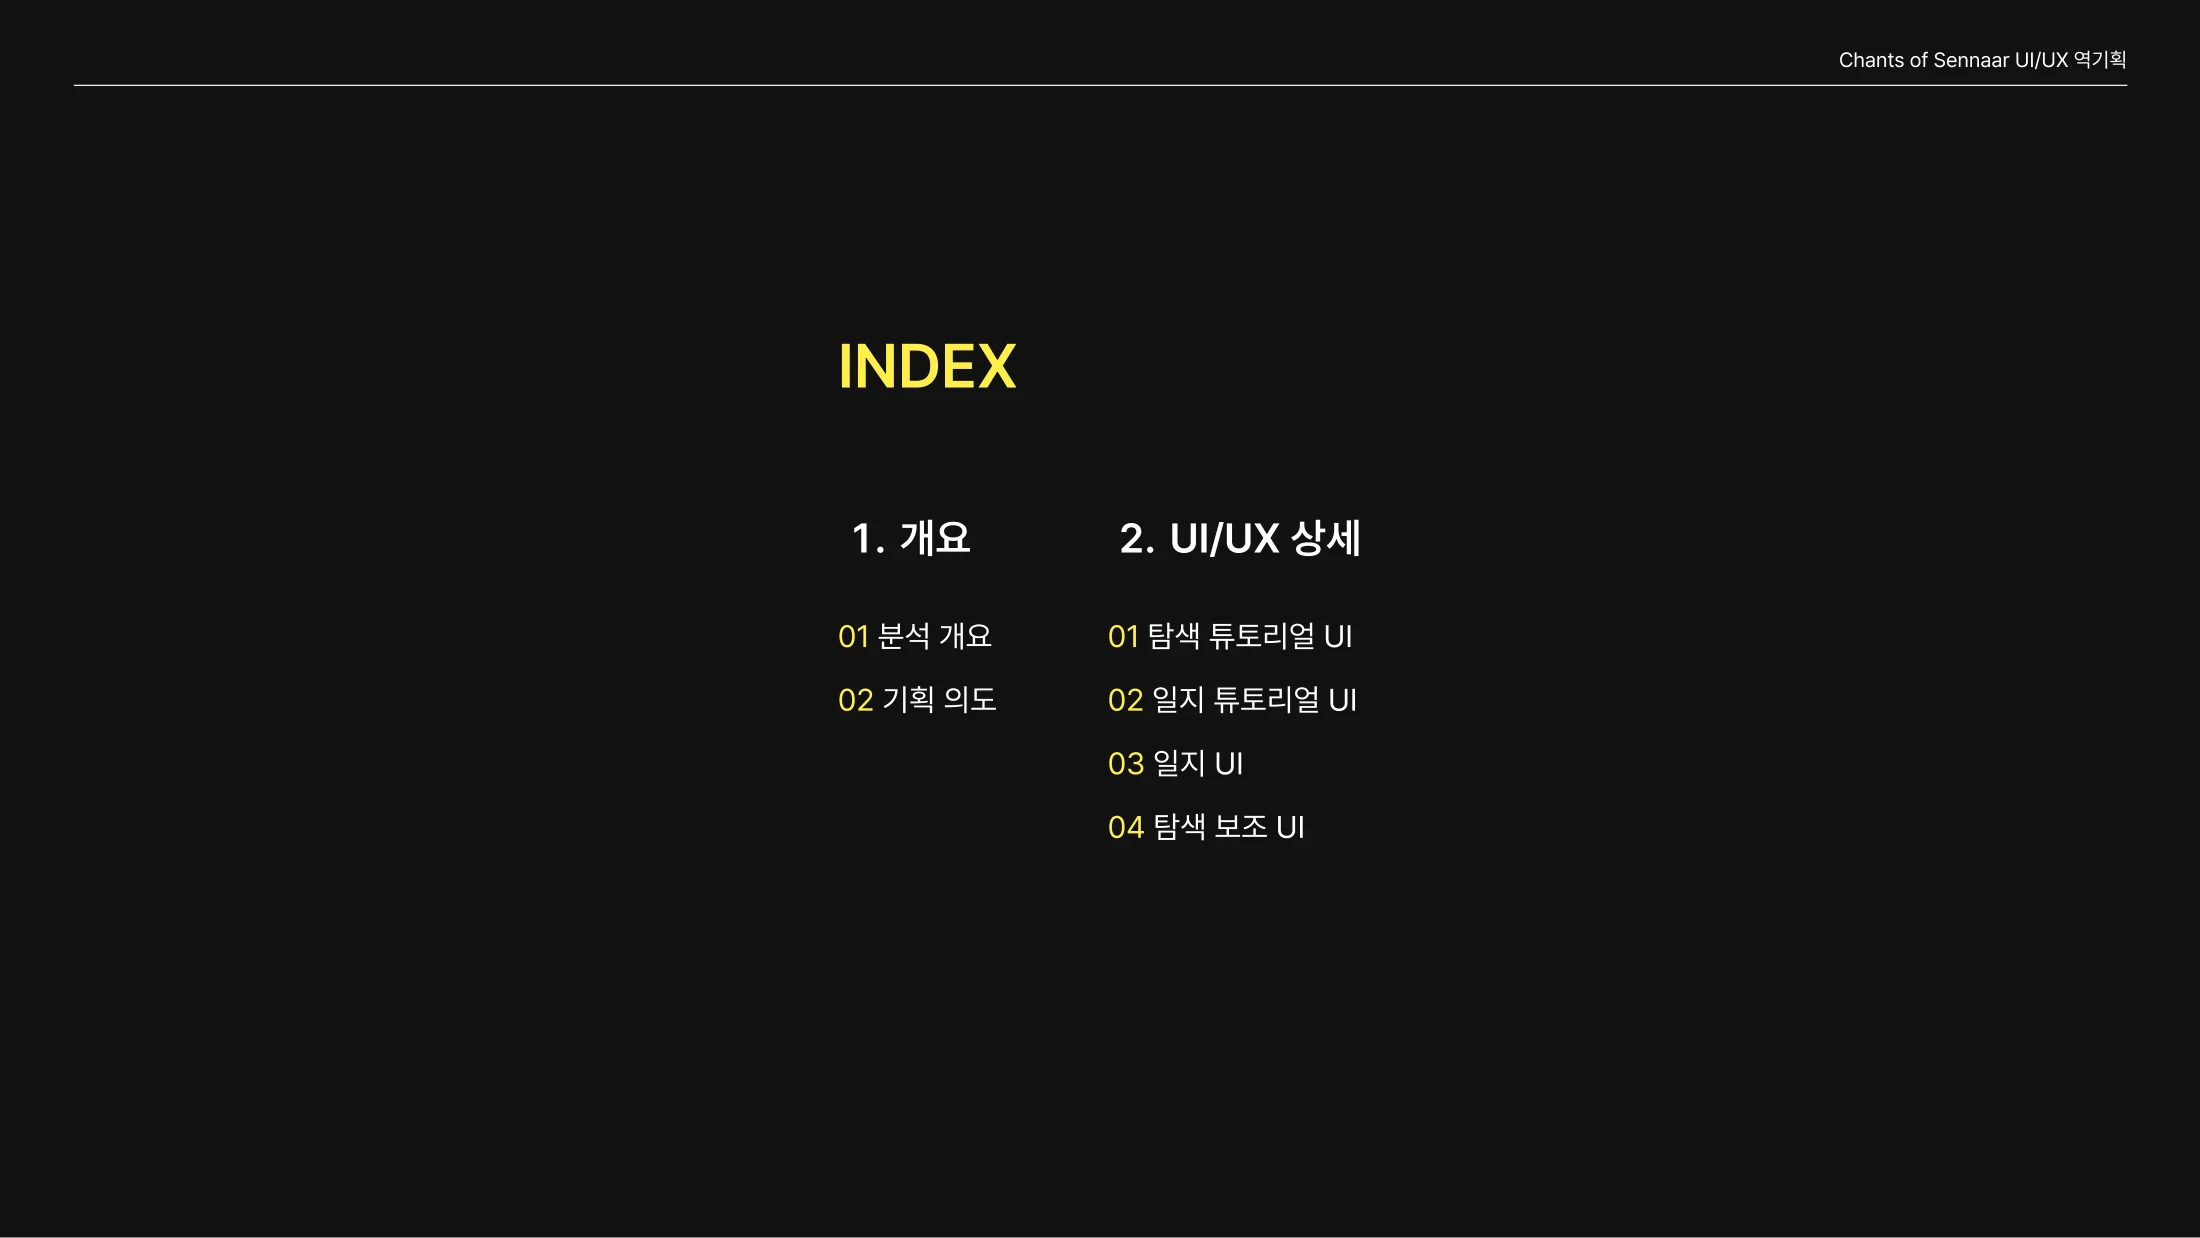 Chants of Sennaar UI/UX 역기획
INDEX
1. 개요
01 분석 개요
02 기획 의도
2. UI/UX 상세
01 탐색 튜토리얼 UI
02 일지 튜토리얼 UI
03 일지 UI
04 탐색 보조 UI